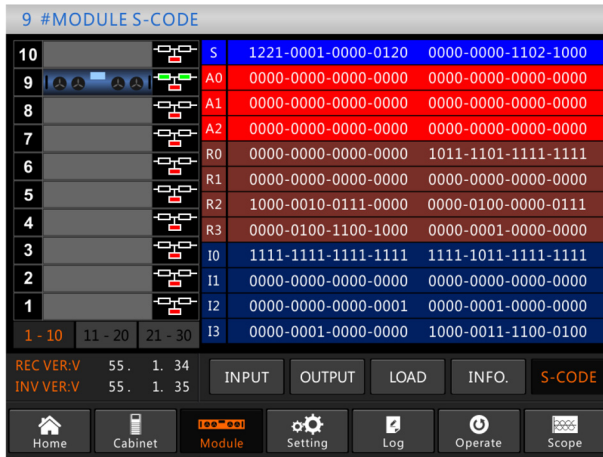 9 #MODULE S-CODE
10 S 1221-0001-0000-0120 0000-0000-1102-1000
9 A0 0000-0000-0000-0000 0000-0000-0000-0000
8 A1 0000-0000-0000-0000 0000-0000-0000-0000
7 A2 0000-0000-0000-0000 0000-0000-0000-0000
R0 0000-0000-0000-0000 1011-1101-1111-1111
6 R1 0000-0000-0000-0000 0000-0000-0000-0000
5 R2 1000-0010-0111-0000 0000-0100-0000-0111
4 R3 0000-0100-1100-1000 0000-0001-0000-0000
3 I0 1111-1111-1111-1111 1111-1011-1111-1111
2 I1 0000-0000-0000-0000 0000-0000-0000-0000
1 I2 0000-0000-0000-0001 0000-0001-0000-0000
1 - 10 11 - 20 21 - 30 I3 0000-0001-0000-0000 1000-0011-1100-0100
REC VER:V 55. 1. 34
INV VER:V 55. 1. 35
INPUT OUTPUT LOAD INFO. S-CODE
Home Cabinet Module Setting Log Operate Scope